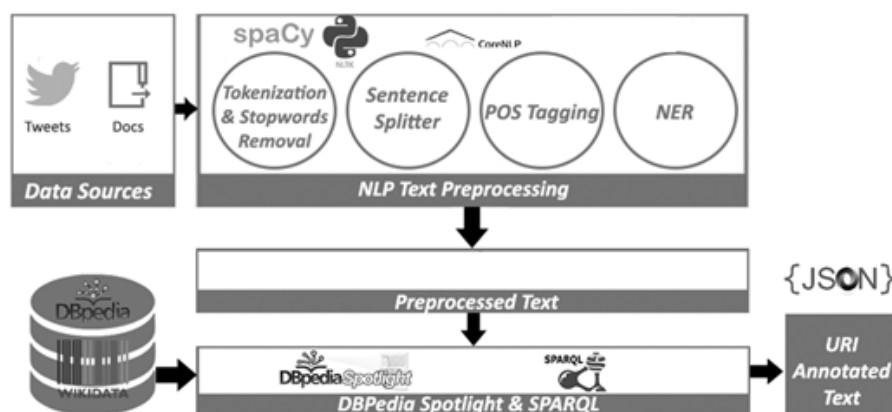 spaCy
NLTK
CoreNLP
Tweets
Docs
Tokenization
& Stopwords
Removal
Sentence
Splitter
POS Tagging
NER
Data Sources
NLP Text Preprocessing
Preprocessed Text
DBpedia
WIKIDATA
DBpedia Spotlight
SPARQL
DBPedia Spotlight & SPARQL
{JSON}
URI
Annotated
Text